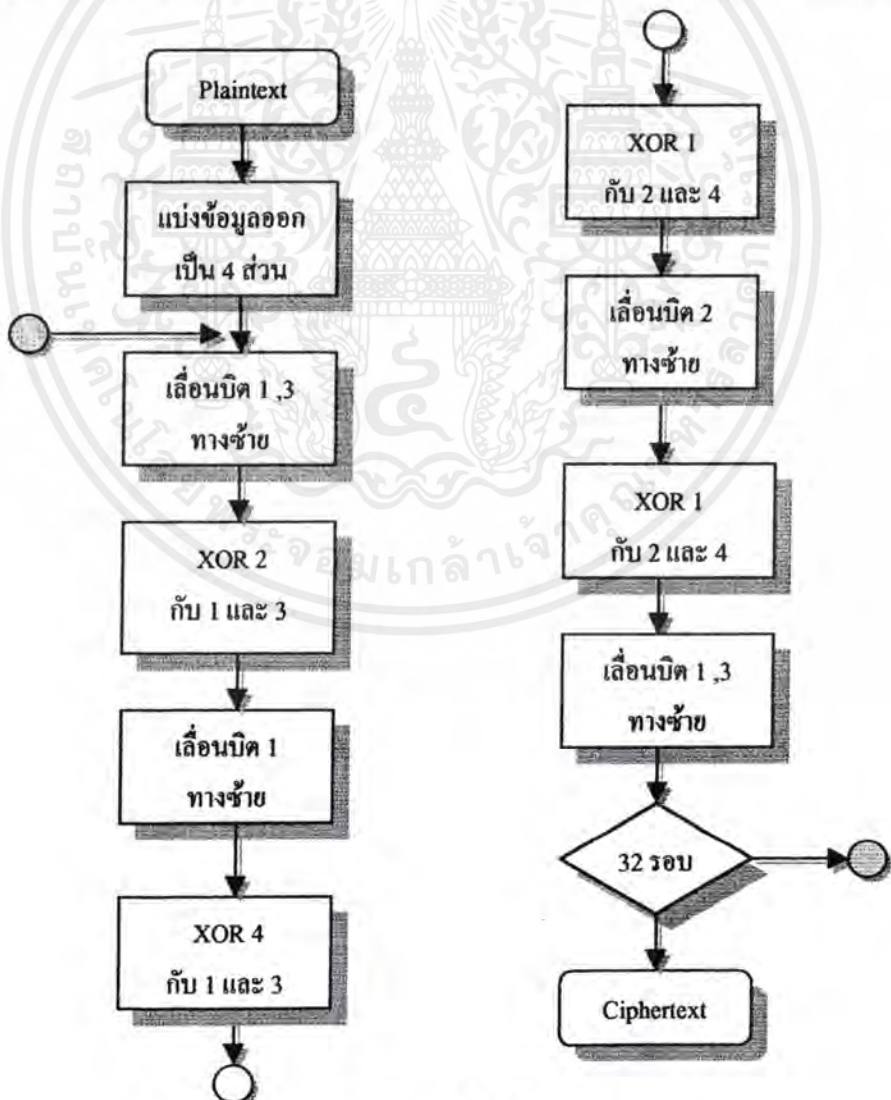 Plaintext
แบ่งข้อมูลออก
เป็น 4 ส่วน
เลื่อนบิต 1 ,3
ทางซ้าย
XOR 2
กับ 1 และ 3
เลื่อนบิต 1
ทางซ้าย
XOR 4
กับ 1 และ 3
XOR 1
กับ 2 และ 4
เลื่อนบิต 2
ทางซ้าย
XOR 1
กับ 2 และ 4
เลื่อนบิต 1 ,3
ทางซ้าย
32 รอบ
Ciphertext